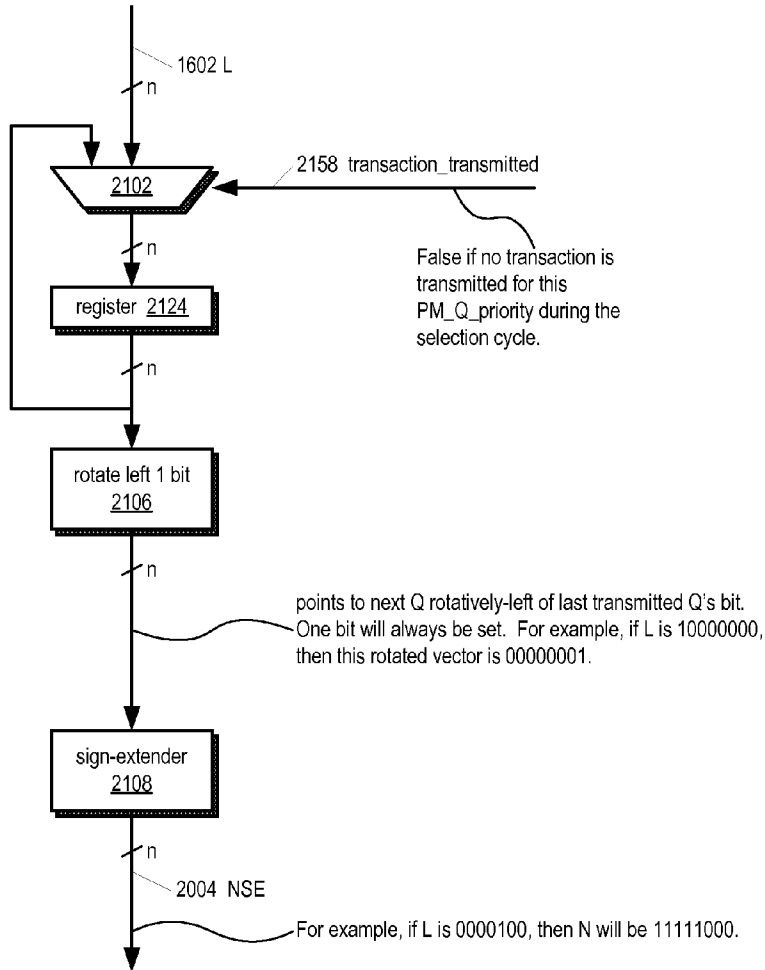 1602 L
n
2102
2158 transaction_transmitted
False if no transaction is
transmitted for this
PM_Q_priority during the
selection cycle.
n
register 2124
n
rotate left 1 bit
2106
n
points to next Q rotatively-left of last transmitted Q's bit.
One bit will always be set. For example, if L is 10000000,
then this rotated vector is 00000001.
sign-extender
2108
n
2004 NSE
For example, if L is 0000100, then N will be 11111000.